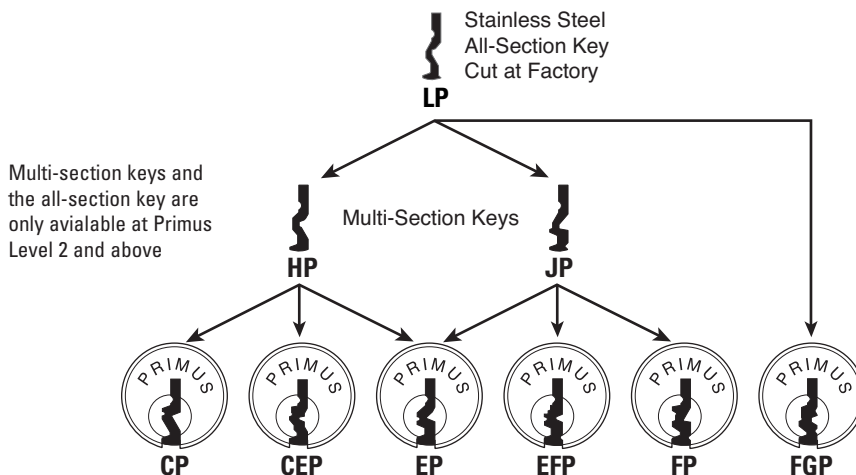 Stainless Steel
All-Section Key
Cut at Factory
LP
Multi-section keys and
the all-section key are
only avialable at Primus
Level 2 and above
Multi-Section Keys
HP
JP
PRIMUS
PRIMUS
PRIMUS
PRIMUS
PRIMUS
PRIMUS
CP
CEP
EP
EFP
FP
FGP